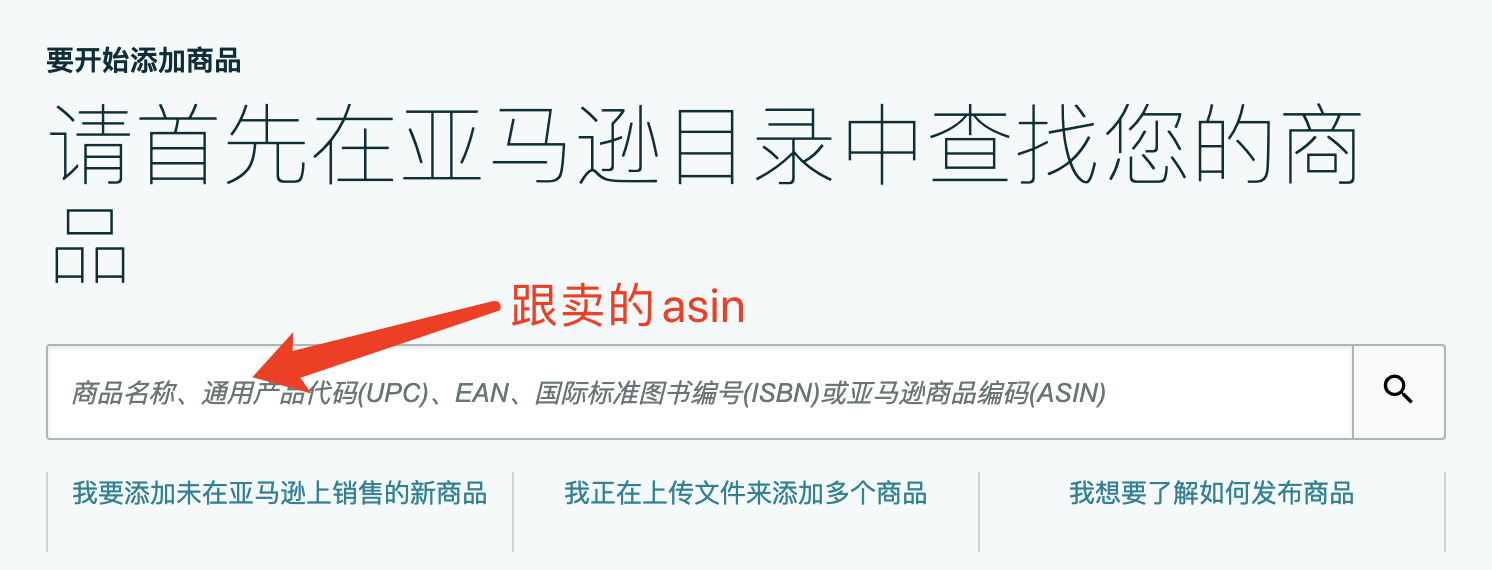 要开始添加商品
请首先在亚马逊目录中查找您的商
品
跟卖的asin
商品名称、通用产品代码(UPC)、EAN、国际标准图书编号(ISBN)或亚马逊商品编码(ASIN)
我要添加未在亚马逊上销售的新商品
我正在上传文件来添加多个商品
我想要了解如何发布商品